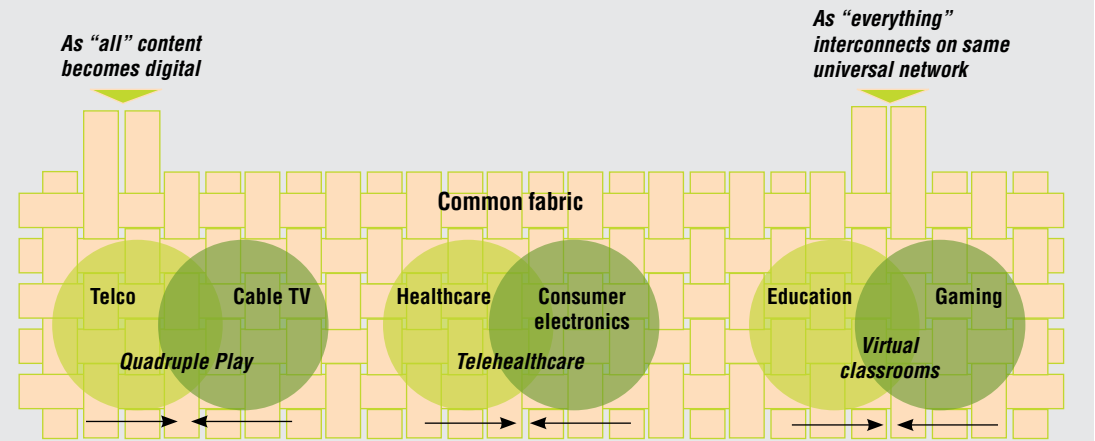 As “all” content
becomes digital
As “everything”
interconnects on same
universal network
Common fabric
Telco
Cable TV
Quadruple Play
Healthcare
Consumer
electronics
Telehealthcare
Education
Gaming
Virtual
classrooms